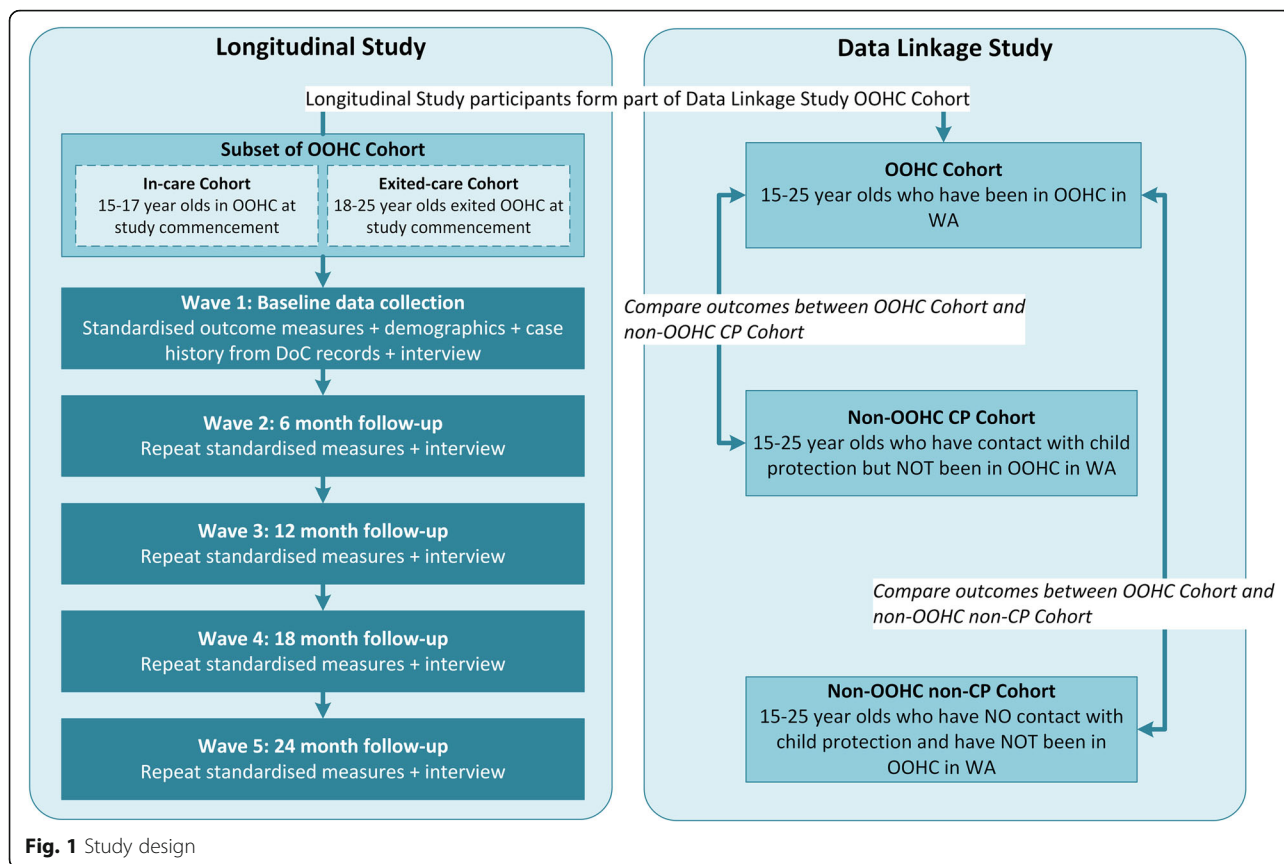 Longitudinal Study
Longitudinal Study participants form part of Data Linkage Study OOHC Cohort
Subset of OOHC Cohort
In-care Cohort
15-17 year olds in OOHC at
study commencement
Exited-care Cohort
18-25 year olds exited OOHC at
study commencement
Wave 1: Baseline data collection
Standardised outcome measures + demographics + case
history from DoC records + interview
Wave 2: 6 month follow-up
Repeat standardised measures + interview
Wave 3: 12 month follow-up
Repeat standardised measures + interview
Wave 4: 18 month follow-up
Repeat standardised measures + interview
Wave 5: 24 month follow-up
Repeat standardised measures + interview
Data Linkage Study
OOHC Cohort
15-25 year olds who have been in OOHC in
WA
Compare outcomes between OOHC Cohort and
non-OOHC CP Cohort
Non-OOHC CP Cohort
15-25 year olds who have contact with child
protection but NOT been in OOHC in WA
Compare outcomes between OOHC Cohort and
non-OOHC non-CP Cohort
Non-OOHC non-CP Cohort
15-25 year olds who have NO contact with
child protection and have NOT been in
OOHC in WA
Fig. 1 Study design